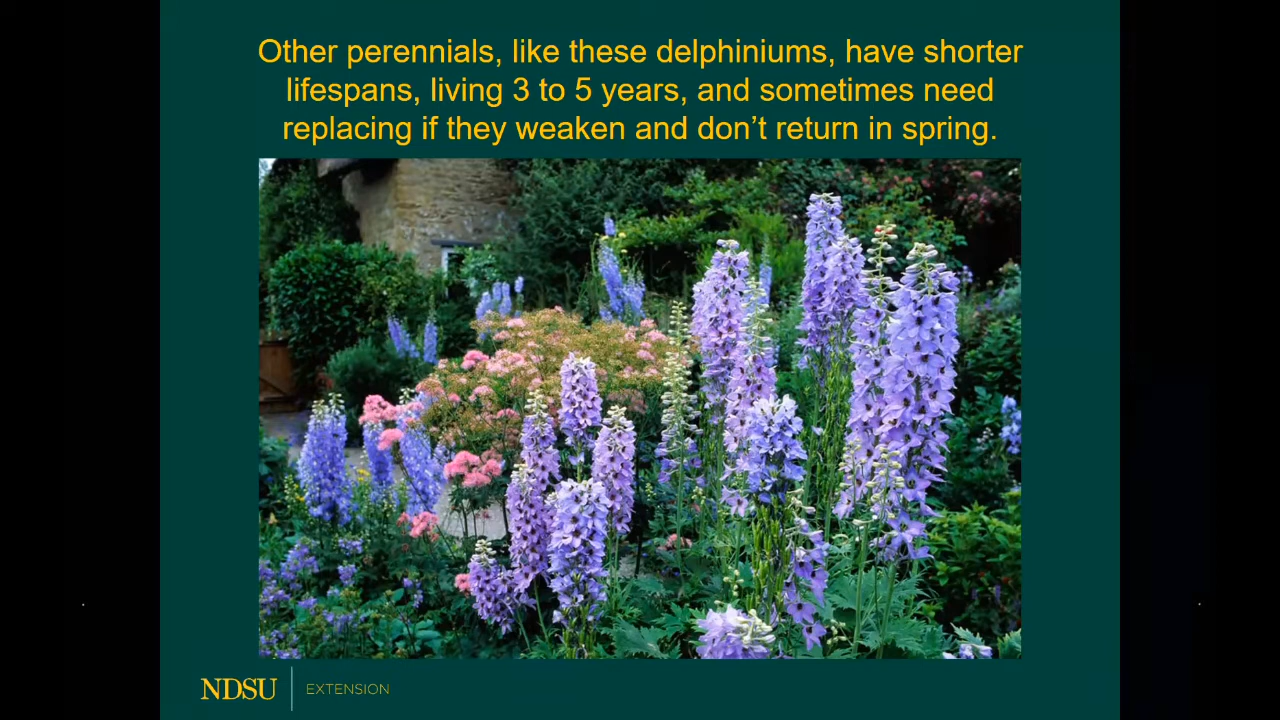 Other perennials, like these delphiniums, have shorter
lifespans, living 3 to 5 years, and sometimes need
replacing if they weaken and don’t return in spring.
NDSU EXTENSION